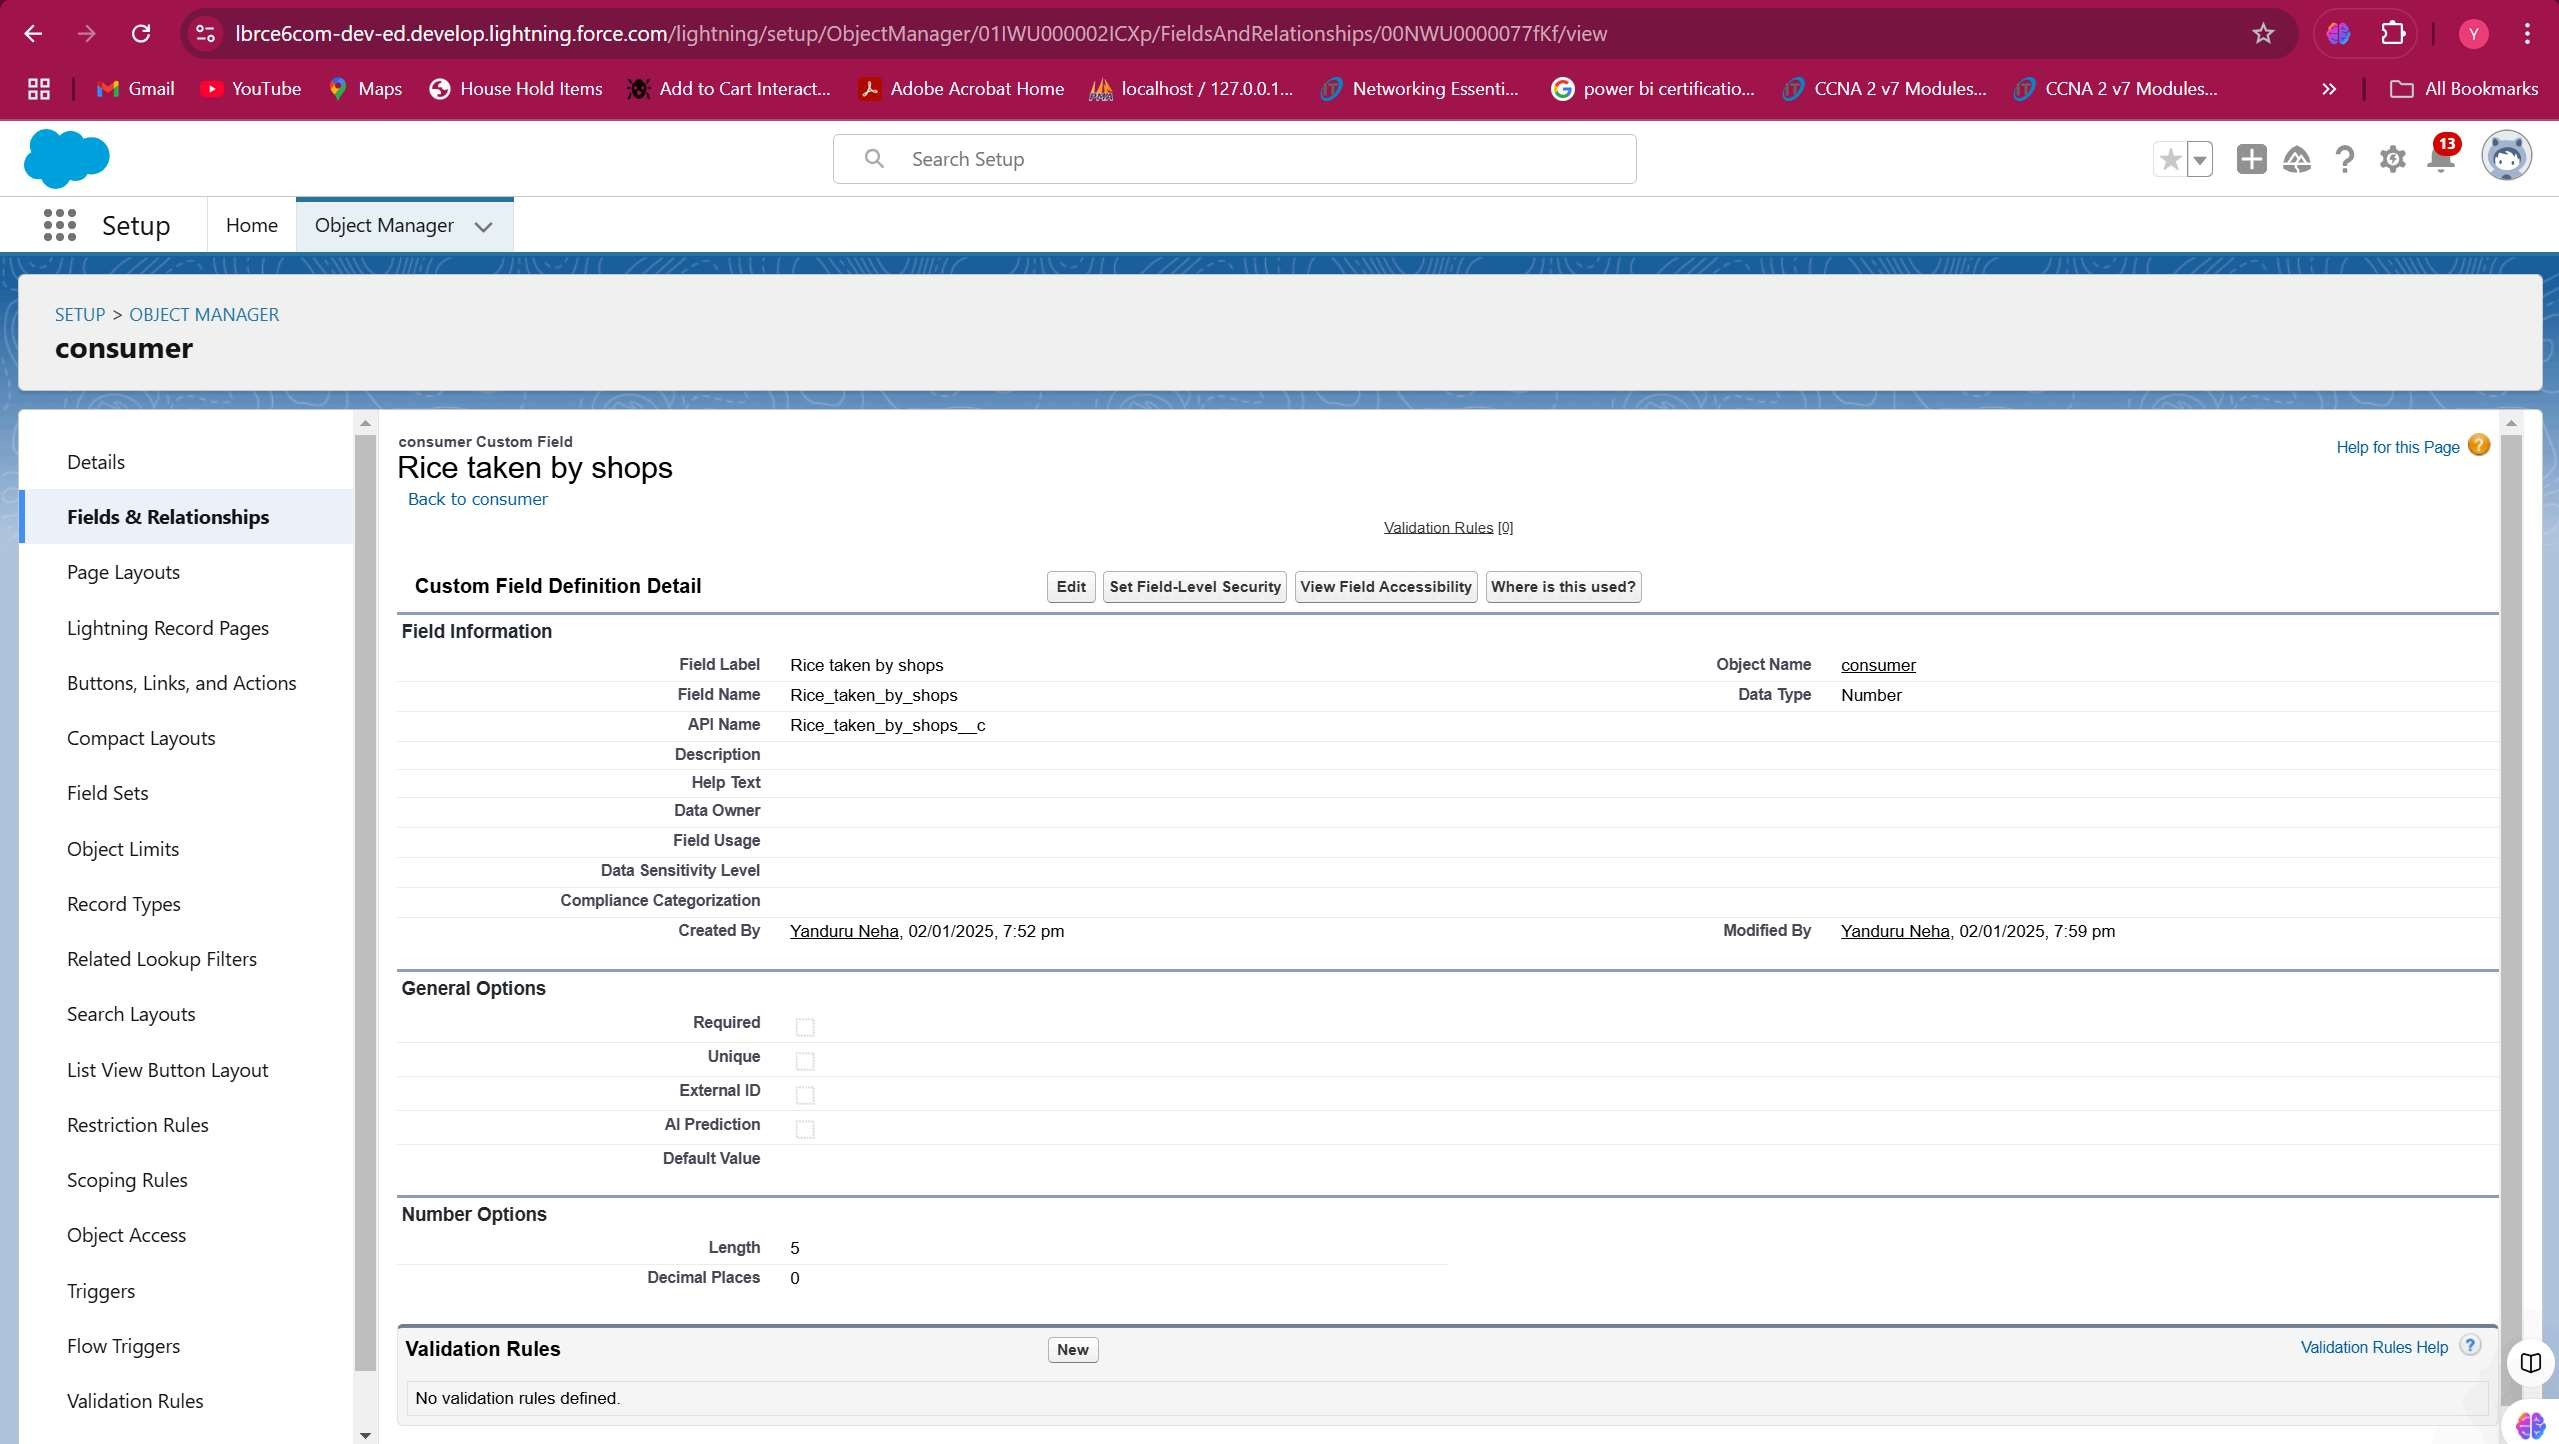 lbrce6com-dev-ed.develop.lightning.force.com/lightning/setup/ObjectManager/01IWU000002ICXp/FieldsAndRelationships/00NWU0000077fKf/view
Y
Gmail
YouTube
Maps
House Hold Items
Add to Cart Interact...
Adobe Acrobat Home
localhost / 127.0.0.1...
Networking Essenti...
power bi certificatio...
CCNA 2 v7 Modules...
CCNA 2 v7 Modules...
All Bookmarks
Search Setup
13
Setup
Home
Object Manager
SETUP > OBJECT MANAGER
consumer
Details
Fields & Relationships
Page Layouts
Lightning Record Pages
Buttons, Links, and Actions
Compact Layouts
Field Sets
Object Limits
Record Types
Related Lookup Filters
Search Layouts
List View Button Layout
Restriction Rules
Scoping Rules
Object Access
Triggers
Flow Triggers
Validation Rules
consumer Custom Field
Rice taken by shops
Back to consumer
Help for this Page
Validation Rules [0]
Custom Field Definition Detail
Edit
Set Field-Level Security
View Field Accessibility
Where is this used?
Field Information
Field Label Rice taken by shops Object Name consumer
Field Name Rice_taken_by_shops Data Type Number
API Name Rice_taken_by_shops__c
Description
Help Text
Data Owner
Field Usage
Data Sensitivity Level
Compliance Categorization
Created By Yanduru Neha, 02/01/2025, 7:52 pm Modified By Yanduru Neha, 02/01/2025, 7:59 pm
General Options
Required
Unique
External ID
AI Prediction
Default Value
Number Options
Length 5
Decimal Places 0
Validation Rules
New
Validation Rules Help
No validation rules defined.